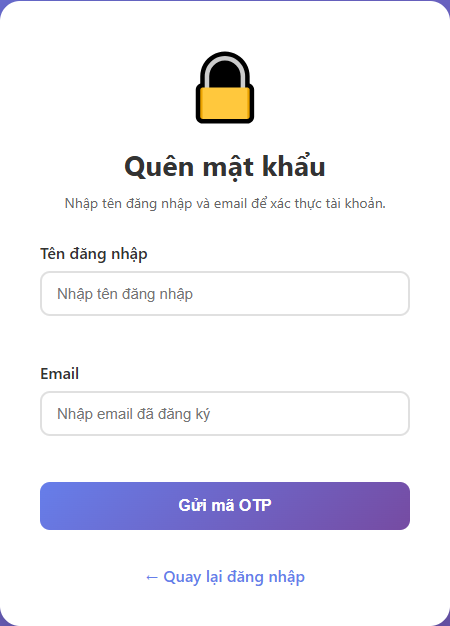 Quên mật khẩu
Nhập tên đăng nhập và email để xác thực tài khoản.
Tên đăng nhập
Nhập tên đăng nhập
Email
Nhập email đã đăng ký
Gửi mã OTP
← Quay lại đăng nhập